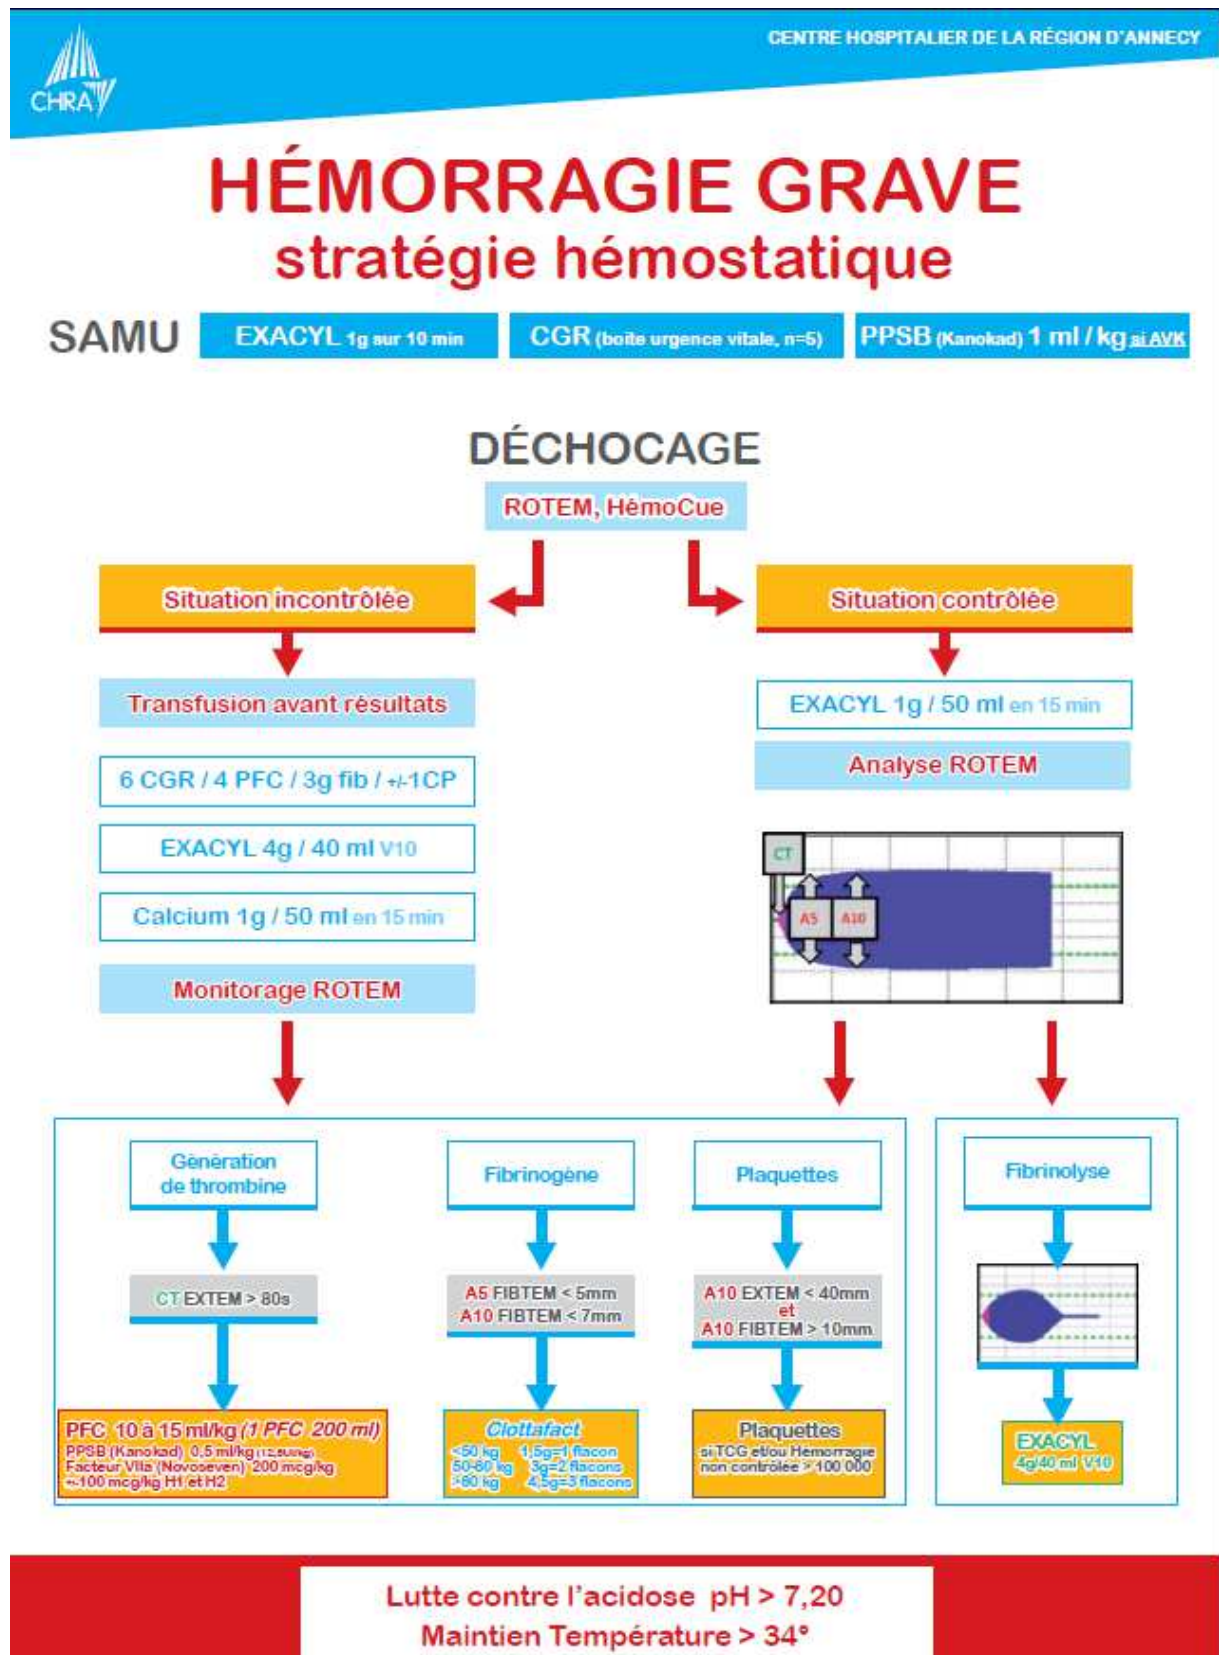 CENTRE HOSPITALIER DE LA RÉGION D'ANNECY
CHRA
HÉMORRAGIE GRAVE
stratégie hémostatique
SAMU
EXACYL 1g sur 10 min
CGR (boite urgence vitale, n=5)
PPSB (Kanokad) 1 ml / kg si AVK
DÉCHOCAGE
ROTEM, HémoCue
Situation incontrôlée
Situation contrôlée
Transfusion avant résultats
6 CGR / 4 PFC / 3g fib / +/-1CP
EXACYL 4g / 40 ml V10
Calcium 1g / 50 ml en 15 min
Monitorage ROTEM
EXACYL 1g / 50 ml en 15 min
Analyse ROTEM
CT
A5
A10
Génération
de thrombine
CT EXTEM > 80s
PFC 10 à 15 ml/kg (1 PFC 200 ml)
PPSB (Kanokad) 0,5 ml/kg
Facteur VIIa (Novoseven) 200 mcg/kg
+-100 mcg/kg H1 et H2
Fibrinogène
A5 FIBTEM < 5mm
A10 FIBTEM < 7mm
Clottafact
<50 kg 1,5g=1 flacon
3g=2 flacons
4,5g=3 flacons
Plaquettes
A10 EXTEM < 40mm
et
A10 FIBTEM > 10mm
Plaquettes
si TCG et/ou Hémorragie
non contrôlée > 100 000
Fibrinolyse
EXACYL
4g/40 ml V10
Lutte contre l'acidose pH > 7,20
Maintien Température > 34°